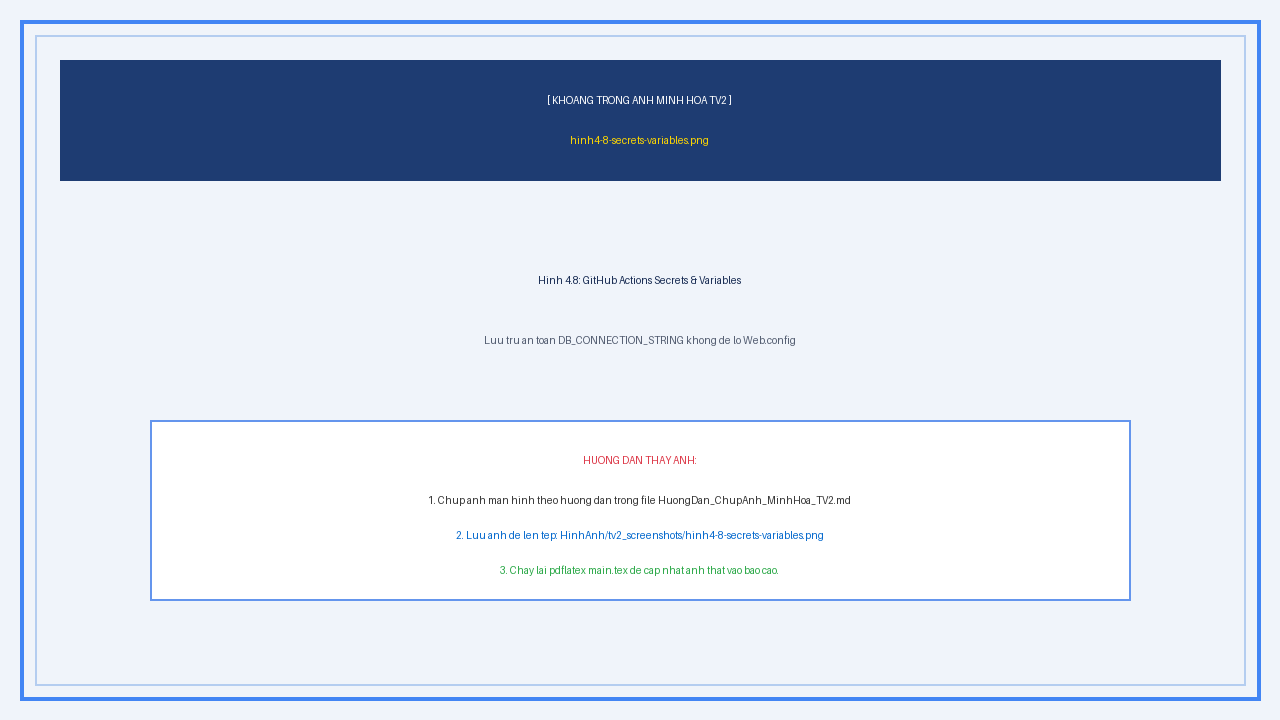 [ KHOANG TRONG ANH MINH HOA TV2 ]
hinh4-8-secrets-variables.png
Hinh 4.8: GitHub Actions Secrets & Variables
Luu tru an toan DB_CONNECTION_STRING khong de lo Web.config
HUONG DAN THAY ANH:
1. Chup anh man hinh theo huong dan trong file HuongDan_ChupAnh_MinhHoa_TV2.md
2. Luu anh de len tep: HinhAnh/tv2_screenshots/hinh4-8-secrets-variables.png
3. Chay lai pdflatex main.tex de cap nhat anh that vao bao cao.